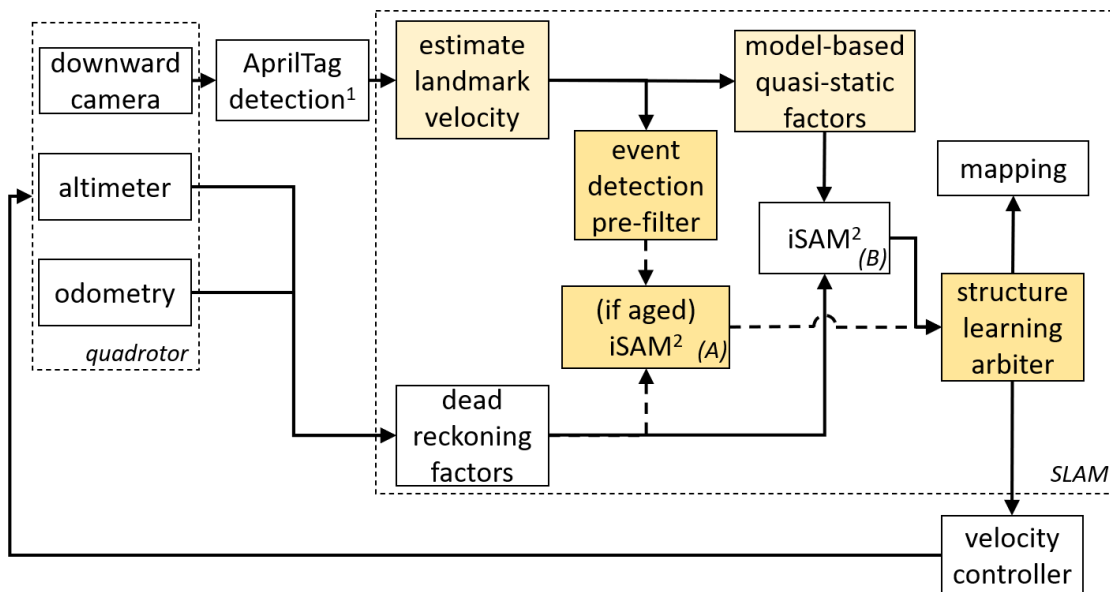 downward
camera
AprilTag
detection¹
estimate
landmark
velocity
model-based
quasi-static
factors
altimeter
event
detection
pre-filter
mapping
iSAM²
(B)
odometry
(if aged)
iSAM² (A)
structure
learning
arbiter
quadrotor
dead
reckoning
factors
SLAM
velocity
controller